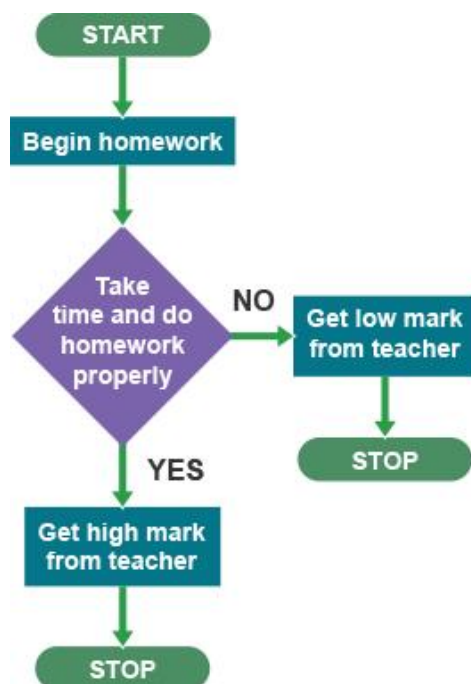 START
Begin homework
Take
time and do
homework
properly
NO
Get low mark
from teacher
STOP
YES
Get high mark
from teacher
STOP